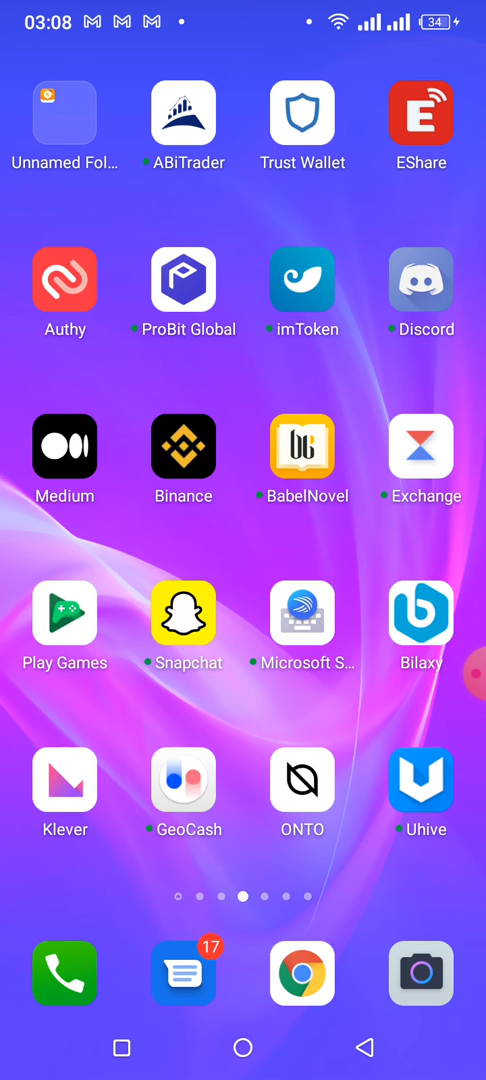 03:08 34
Unnamed Fol... ABiTrader Trust Wallet EShare
Authy ProBit Global imToken Discord
Medium Binance BabelNovel Exchange
Play Games Snapchat Microsoft S... Bilaxy
Klever GeoCash ONTO Uhive
17